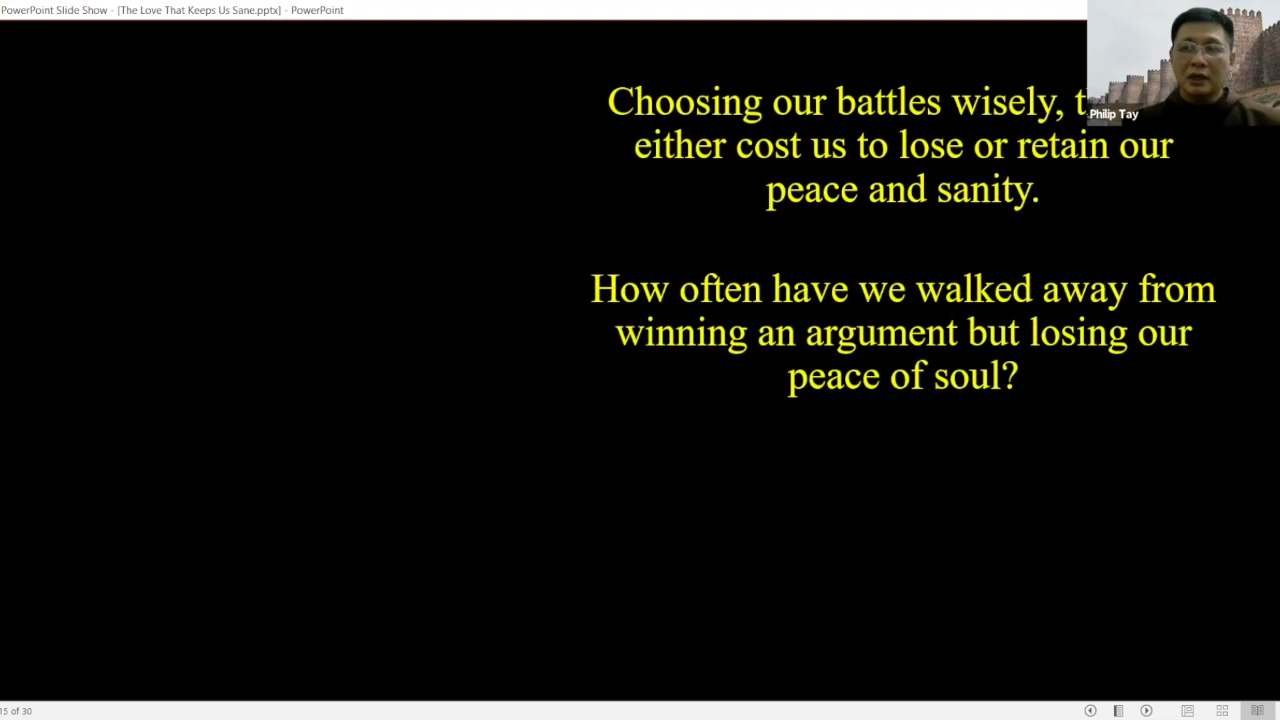 PowerPoint Slide Show - [The Love That Keeps Us Sane.pptx] - PowerPoint
Choosing our battles wisely,
either cost us to lose or retain our
peace and sanity.
How often have we walked away from
winning an argument but losing our
peace of soul?
Philip Tay
15 of 30